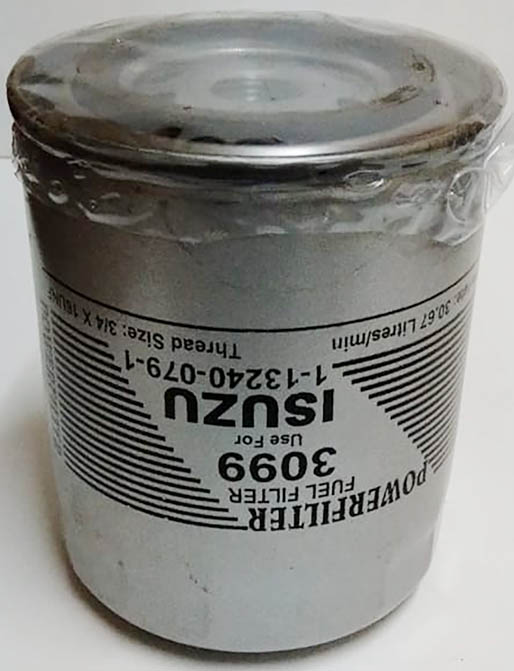 POWERFILTER
FUEL FILTER
3099
Use For
ISUZU
1-13240-079-1
Thread Size: 3/4 X 16UNF
30.67 Litres/min